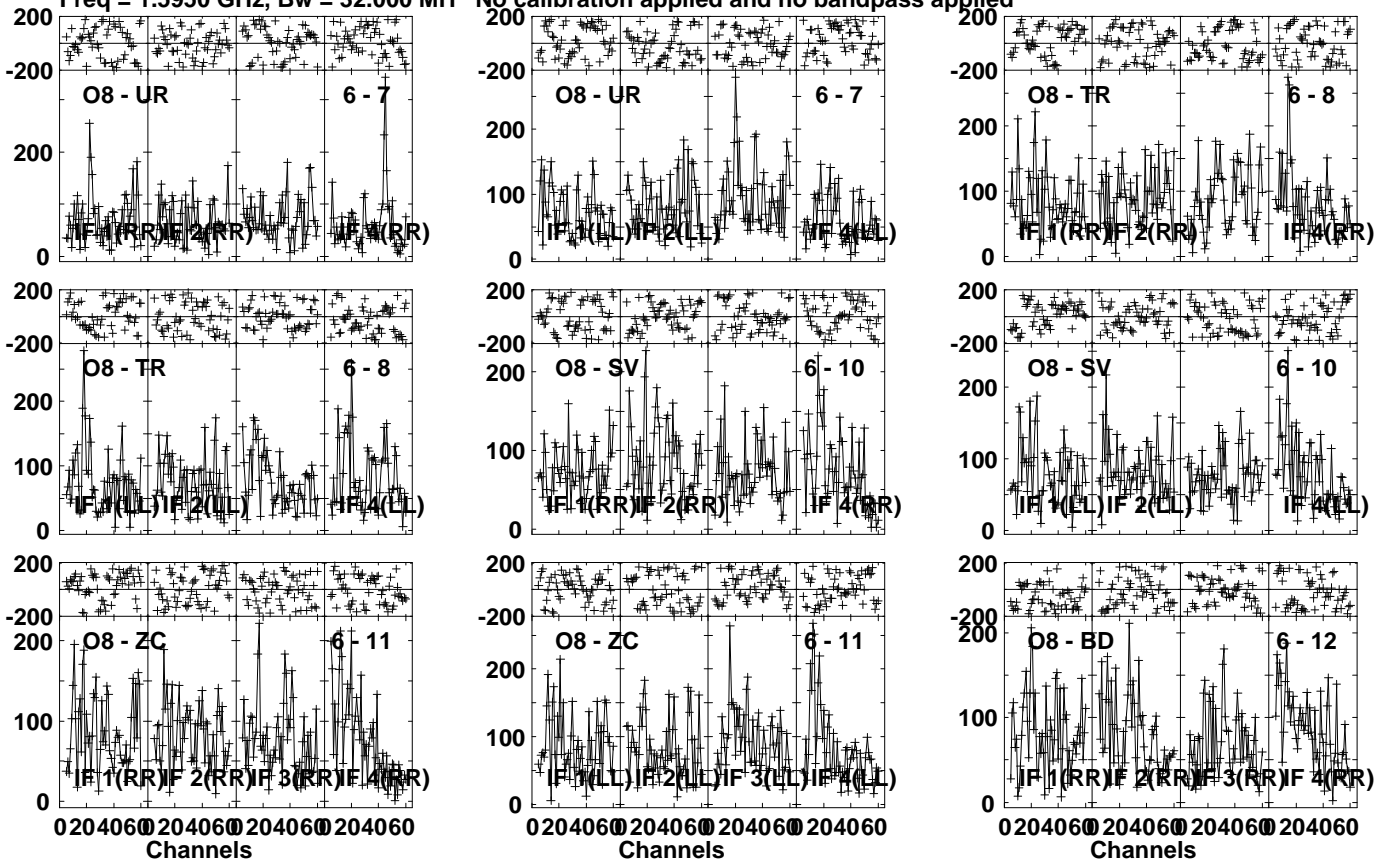 Freq = 1.5950 GHz, Bw = 32.000 MH No calibration applied and no bandpass applied
200
-200
O8 - UR 6 - 7
200
0
IF 1(RR) IF 2(RR) IF 4(RR)
200
-200
O8 - UR 6 - 7
200
100
0
IF 1(LL) IF 2(LL) IF 4(LL)
200
-200
O8 - TR 6 - 8
200
100
0
IF 1(RR) IF 2(RR) IF 4(RR)
200
-200
O8 - TR 6 - 8
200
100
0
IF 1(LL) IF 2(LL) IF 4(LL)
200
-200
O8 - SV 6 - 10
200
100
0
IF 1(RR) IF 2(RR) IF 4(RR)
200
-200
O8 - SV 6 - 10
200
100
0
IF 1(LL) IF 2(LL) IF 4(LL)
200
-200
O8 - ZC 6 - 11
200
100
0
IF 1(RR) IF 2(RR) IF 3(RR) IF 4(RR)
0 20 40 60 0 20 40 60 0 20 40 60 0 20 40 60
Channels
200
-200
O8 - ZC 6 - 11
200
100
0
IF 1(LL) IF 2(LL) IF 3(LL) IF 4(LL)
0 20 40 60 0 20 40 60 0 20 40 60 0 20 40 60
Channels
200
-200
O8 - BD 6 - 12
200
100
0
IF 1(RR) IF 2(RR) IF 3(RR) IF 4(RR)
0 20 40 60 0 20 40 60 0 20 40 60 0 20 40 60
Channels